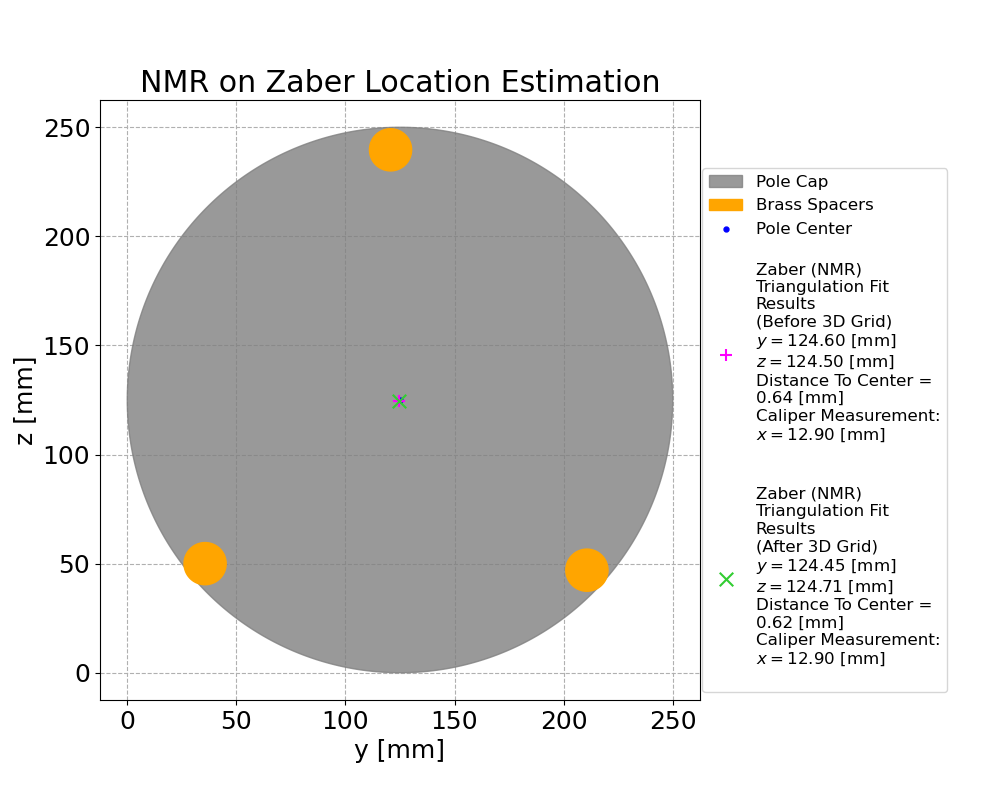 NMR on Zaber Location Estimation
250
200
150
100
50
0
z [mm]
0 50 100 150 200 250
y [mm]
Pole Cap
Brass Spacers
Pole Center
Zaber (NMR)
Triangulation Fit
Results
(Before 3D Grid)
y = 124.60 [mm]
z = 124.50 [mm]
Distance To Center =
0.64 [mm]
Caliper Measurement:
x = 12.90 [mm]
Zaber (NMR)
Triangulation Fit
Results
(After 3D Grid)
y = 124.45 [mm]
z = 124.71 [mm]
Distance To Center =
0.62 [mm]
Caliper Measurement:
x = 12.90 [mm]